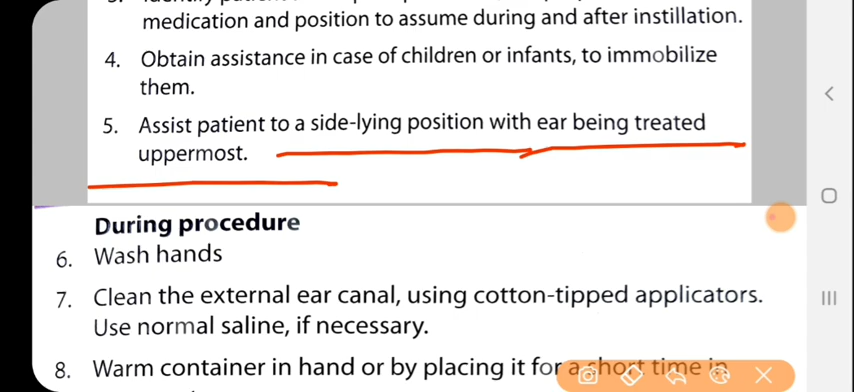 medication and position to assume during and after instillation.
4. Obtain assistance in case of children or infants, to immobilize
them.
5. Assist patient to a side-lying position with ear being treated
uppermost.
During procedure
6. Wash hands
7. Clean the external ear canal, using cotton-tipped applicators.
Use normal saline, if necessary.
8. Warm container in hand or by placing it for a short time in